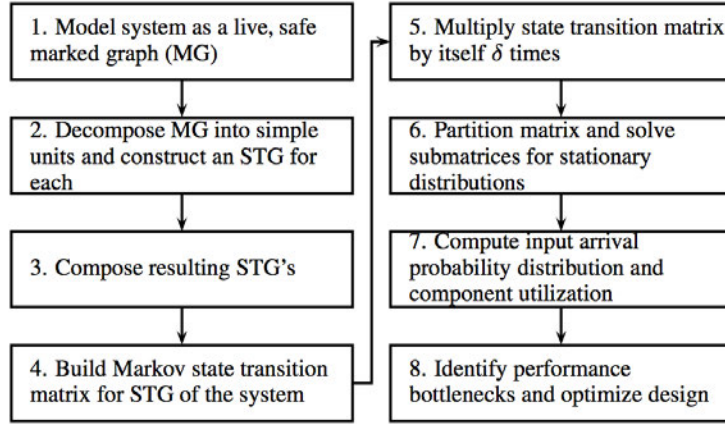 1. Model system as a live, safe
marked graph (MG)
2. Decompose MG into simple
units and construct an STG for
each
3. Compose resulting STG's
4. Build Markov state transition
matrix for STG of the system
5. Multiply state transition matrix
by itself δ times
6. Partition matrix and solve
submatrices for stationary
distributions
7. Compute input arrival
probability distribution and
component utilization
8. Identify performance
bottlenecks and optimize design